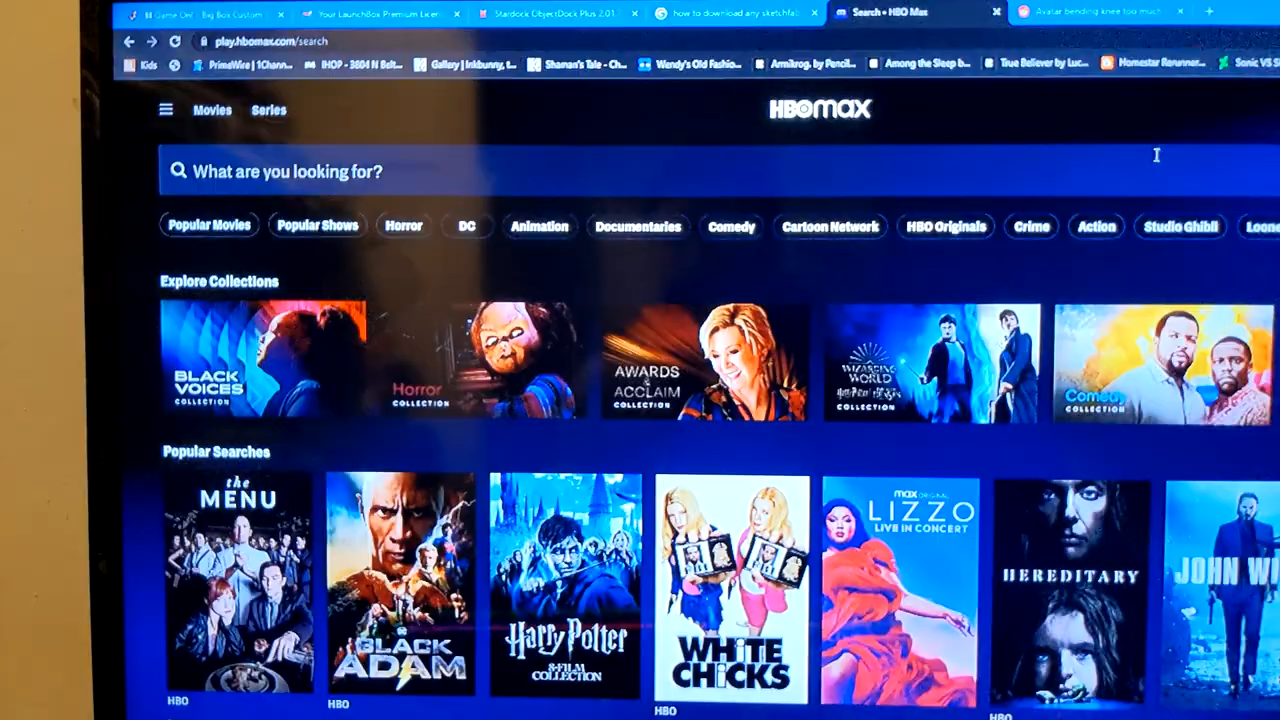 Game On! Big Box Custom
Your LaunchBox Premium Licen
Stardock ObjectDock Plus 2.01
how to download any sketchfab
Search • HBO Max
Avatar bending knee too much
play.hbomax.com/search
Kids
PrimeWire | 1Chann...
IHOP - 3804 N Belt...
Gallery | Inkbunny, t...
Shaman's Tale - Ch...
Wendy's Old Fashio...
Armikrog. by Pencil...
Among the Sleep b...
True Believer by Luc...
Homestar Rerunner...
Sonic VS S
Movies
Series
HBOmax
What are you looking for?
Popular Movies
Popular Shows
Horror
DC
Animation
Documentaries
Comedy
Cartoon Network
HBO Originals
Crime
Action
Studio Ghibli
Loone
Explore Collections
BLACK
VOICES
COLLECTION
Horror
COLLECTION
AWARDS
&
ACCLAIM
COLLECTION
WIZARDING
WORLD
COLLECTION
Comedy
COLLECTION
Popular Searches
the
MENU
HBO
DC
BLACK
ADAM
HBO
Harry Potter
8-FILM
COLLECTION
WHiTE
CHiCKS
HBO
max ORIGINAL
LIZZO
LIVE IN CONCERT
HEREDITARY
HBO
JOHN WI